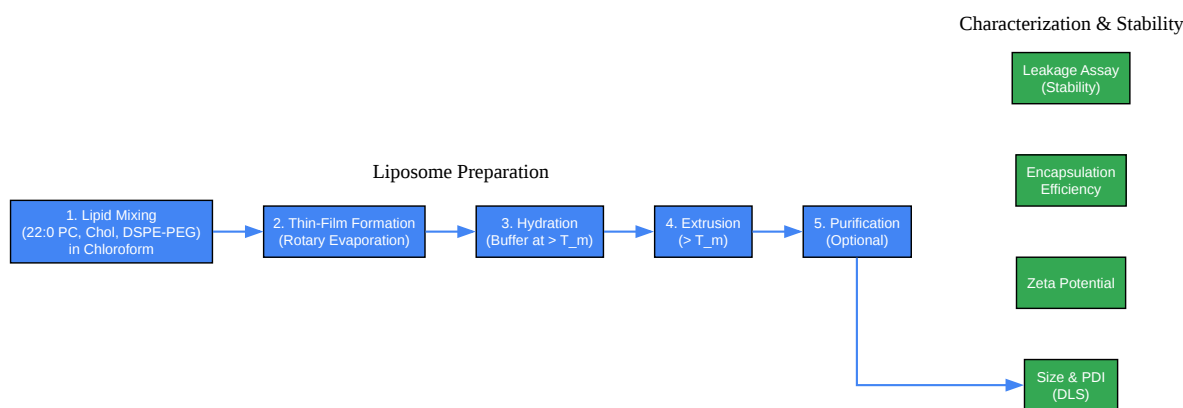 Characterization & Stability
Leakage Assay
(Stability)
Liposome Preparation
Encapsulation
Efficiency
1. Lipid Mixing
(22:0 PC, Chol, DSPE-PEG)
in Chloroform
2. Thin-Film Formation
(Rotary Evaporation)
3. Hydration
(Buffer at > T_m)
4. Extrusion
(> T_m)
5. Purification
(Optional)
Zeta Potential
Size & PDI
(DLS)